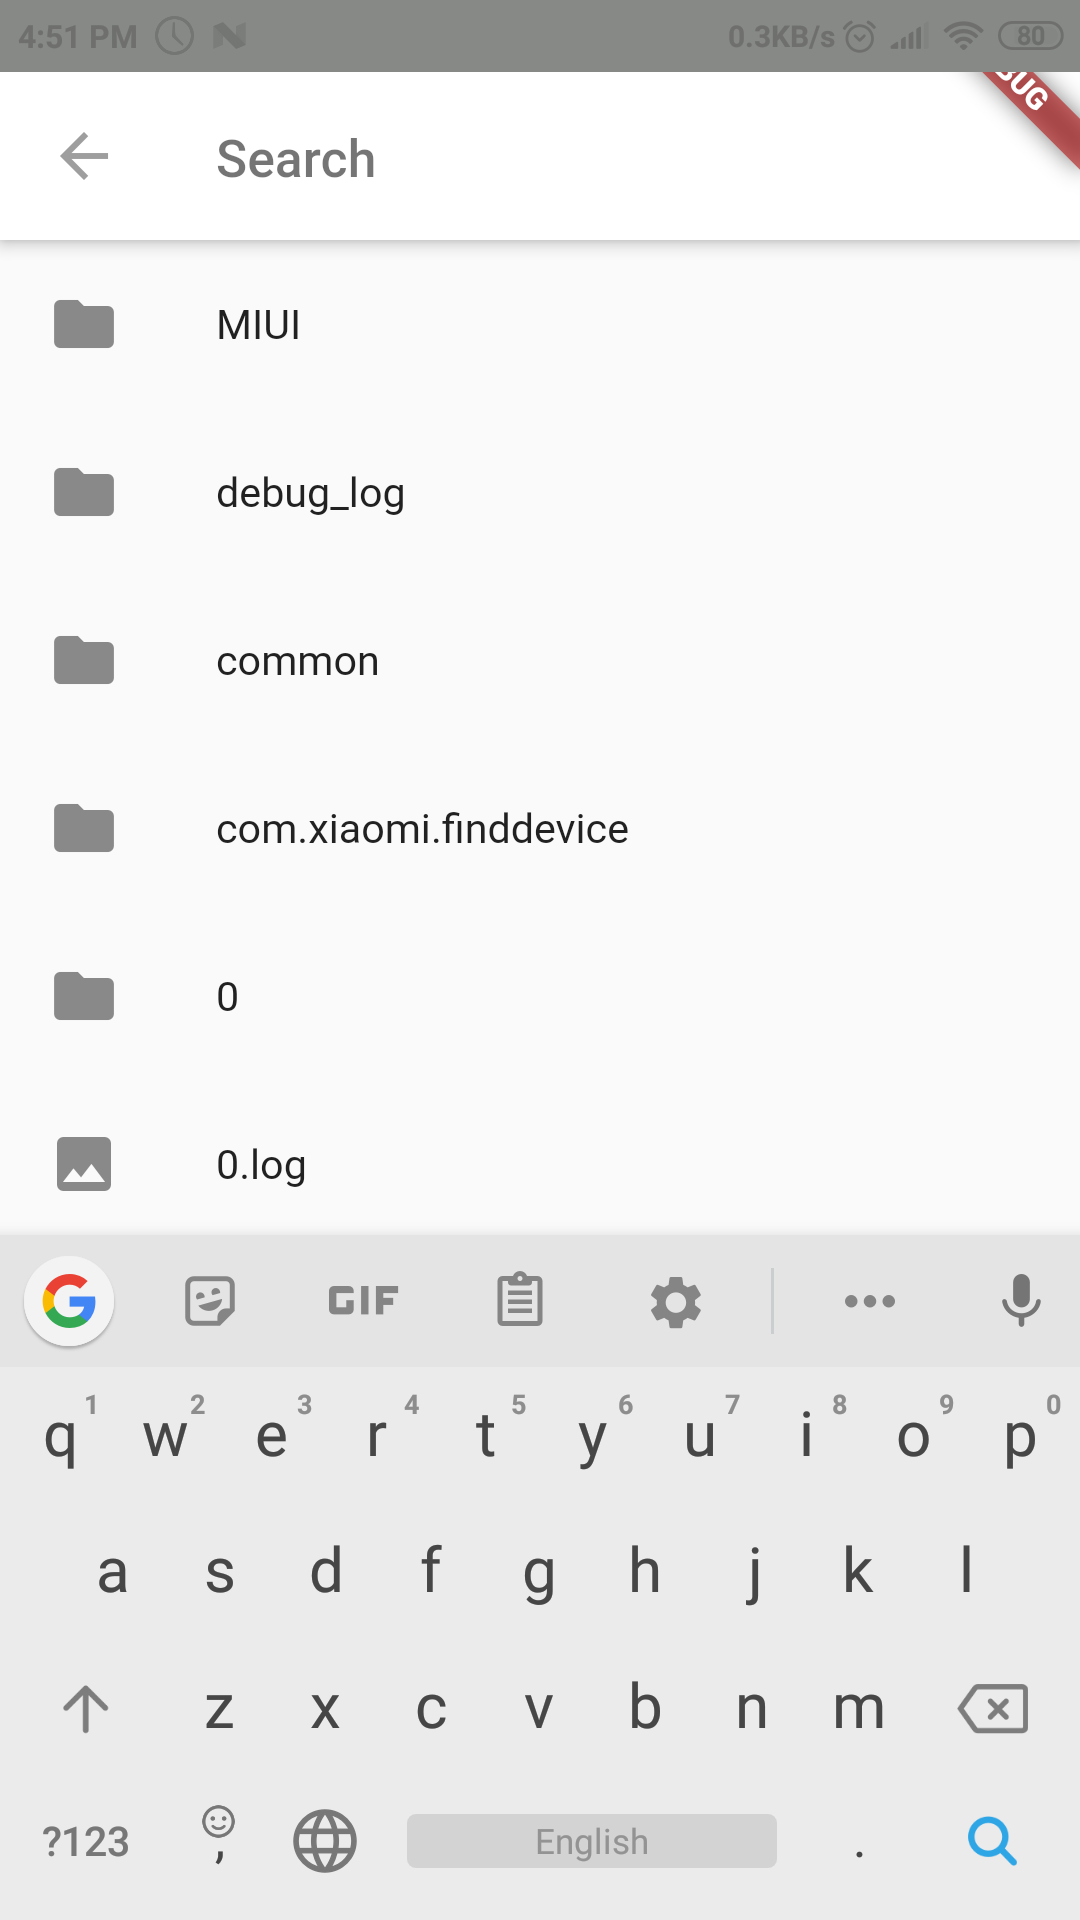 4:51 PM 0.3KB/s 80
BUG
Search
MIUI
debug_log
common
com.xiaomi.finddevice
0
0.log
GIF
1 2 3 4 5 6 7 8 9 0
q w e r t y u i o p
a s d f g h j k l
z x c v b n m
?123 , English .